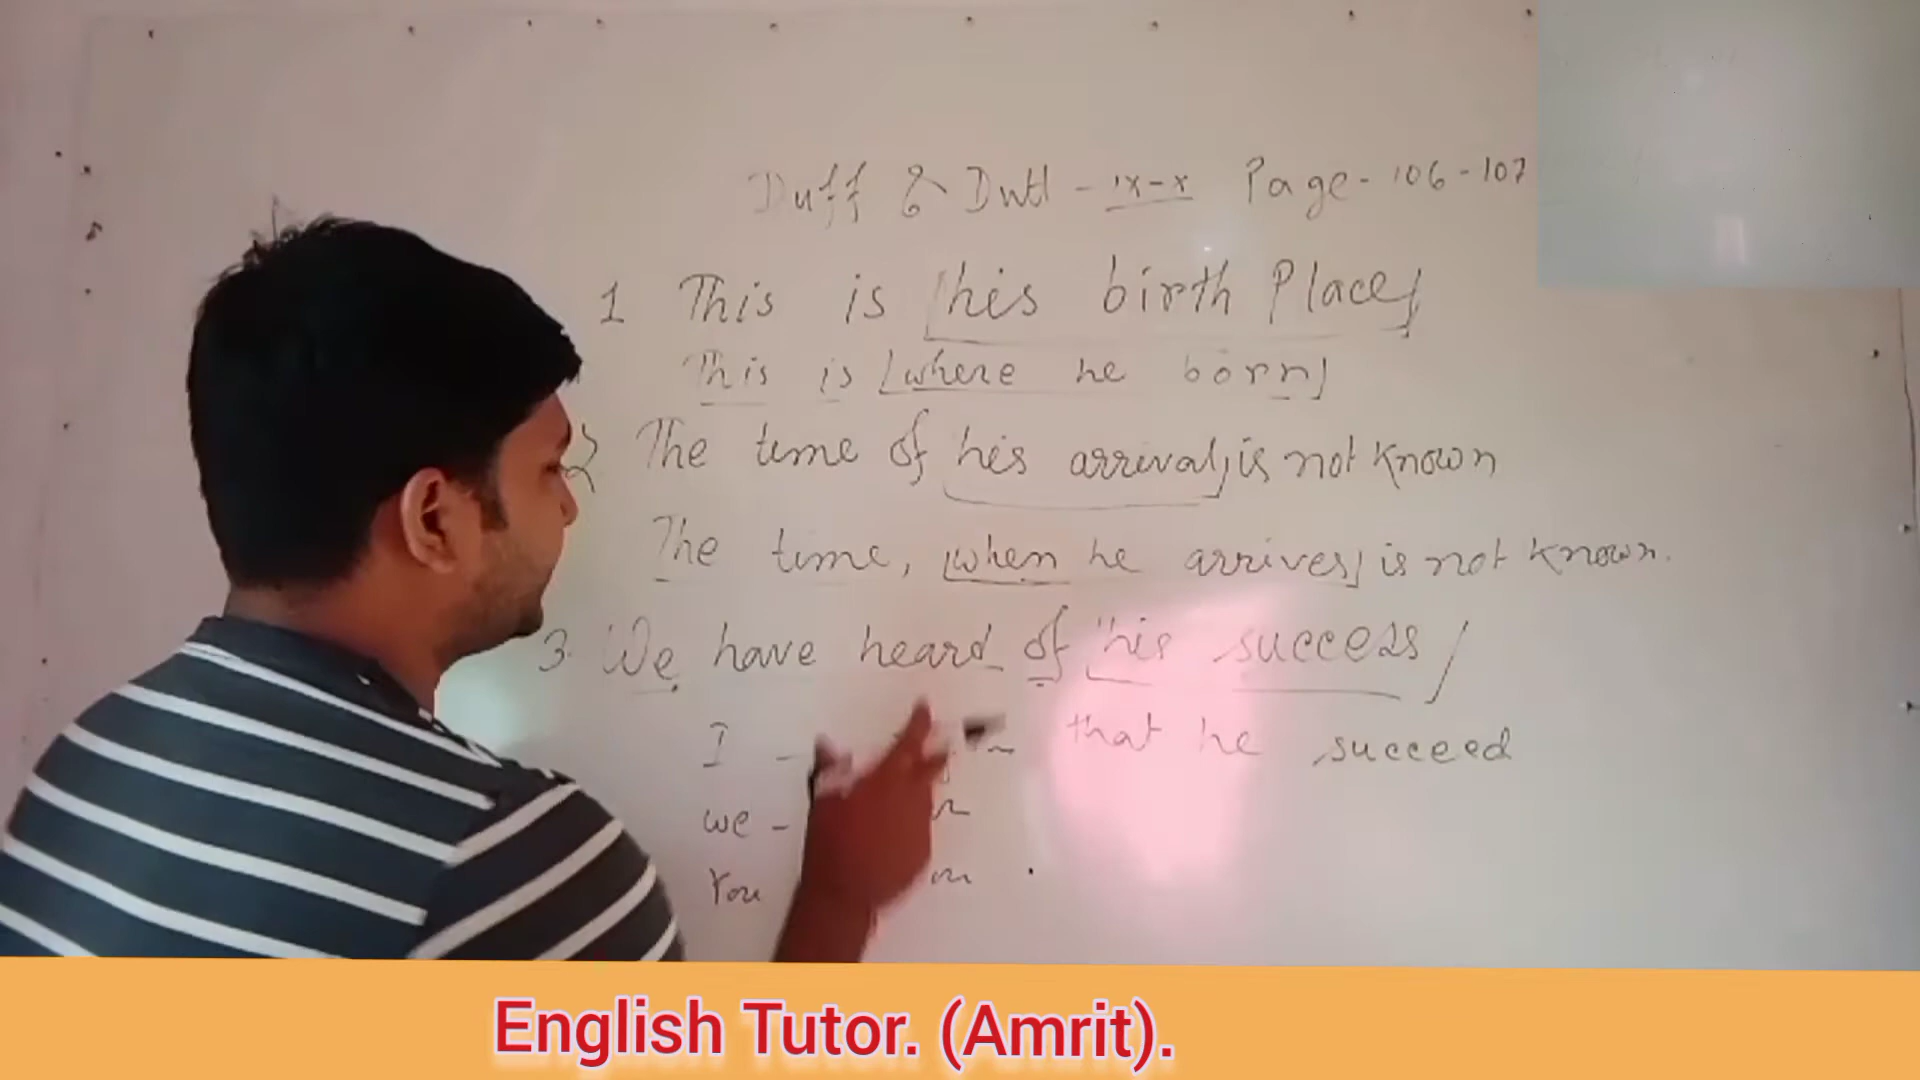 Duff & Dutt - IX-X Page - 106 - 107
1 This is [his birth Place]
This is [where he born]
2 The time of his arrival, is not known
The time, [when he arrives] is not known.
3. We have heard of his success /
I - that he succeed
we -
You
English Tutor. (Amrit).